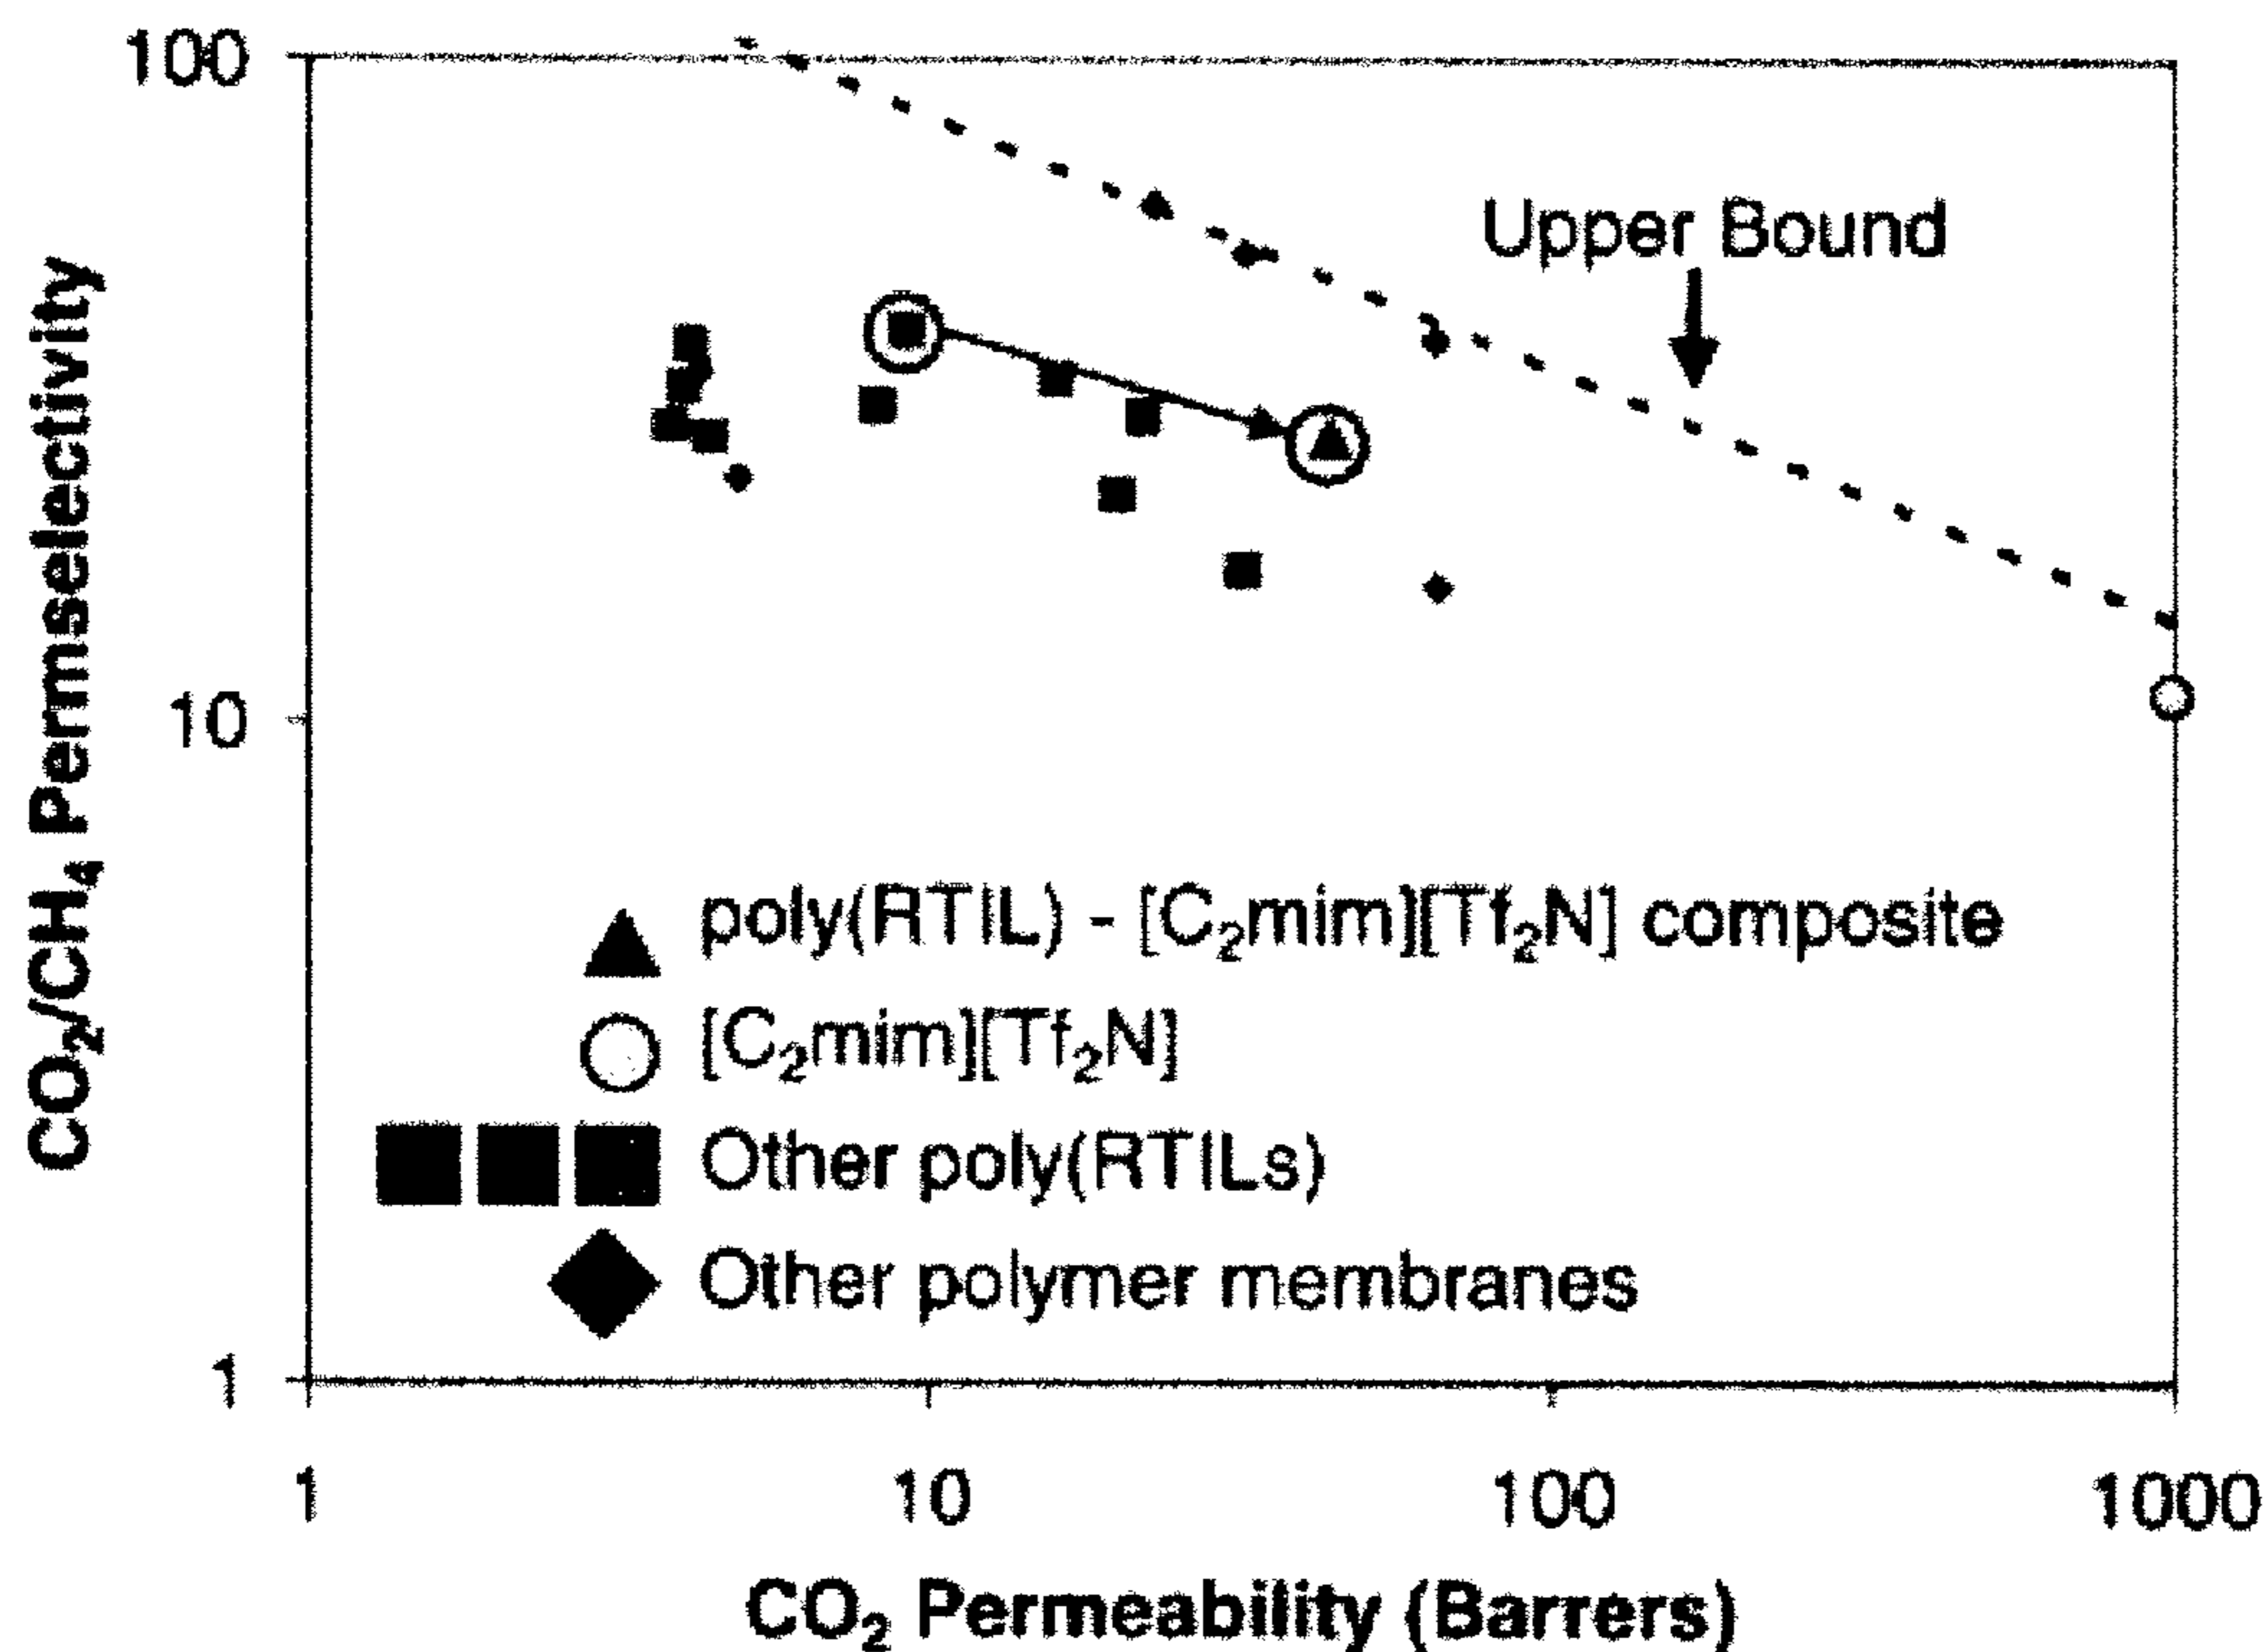 100
10
1
CO₂/CH₄ Permselectivity
Upper Bound
poly(RTIL) - [C₂mim][Tf₂N] composite
[C₂mim][Tf₂N]
Other poly(RTILs)
Other polymer membranes
1 10 100 1000
CO₂ Permeability (Barrers)